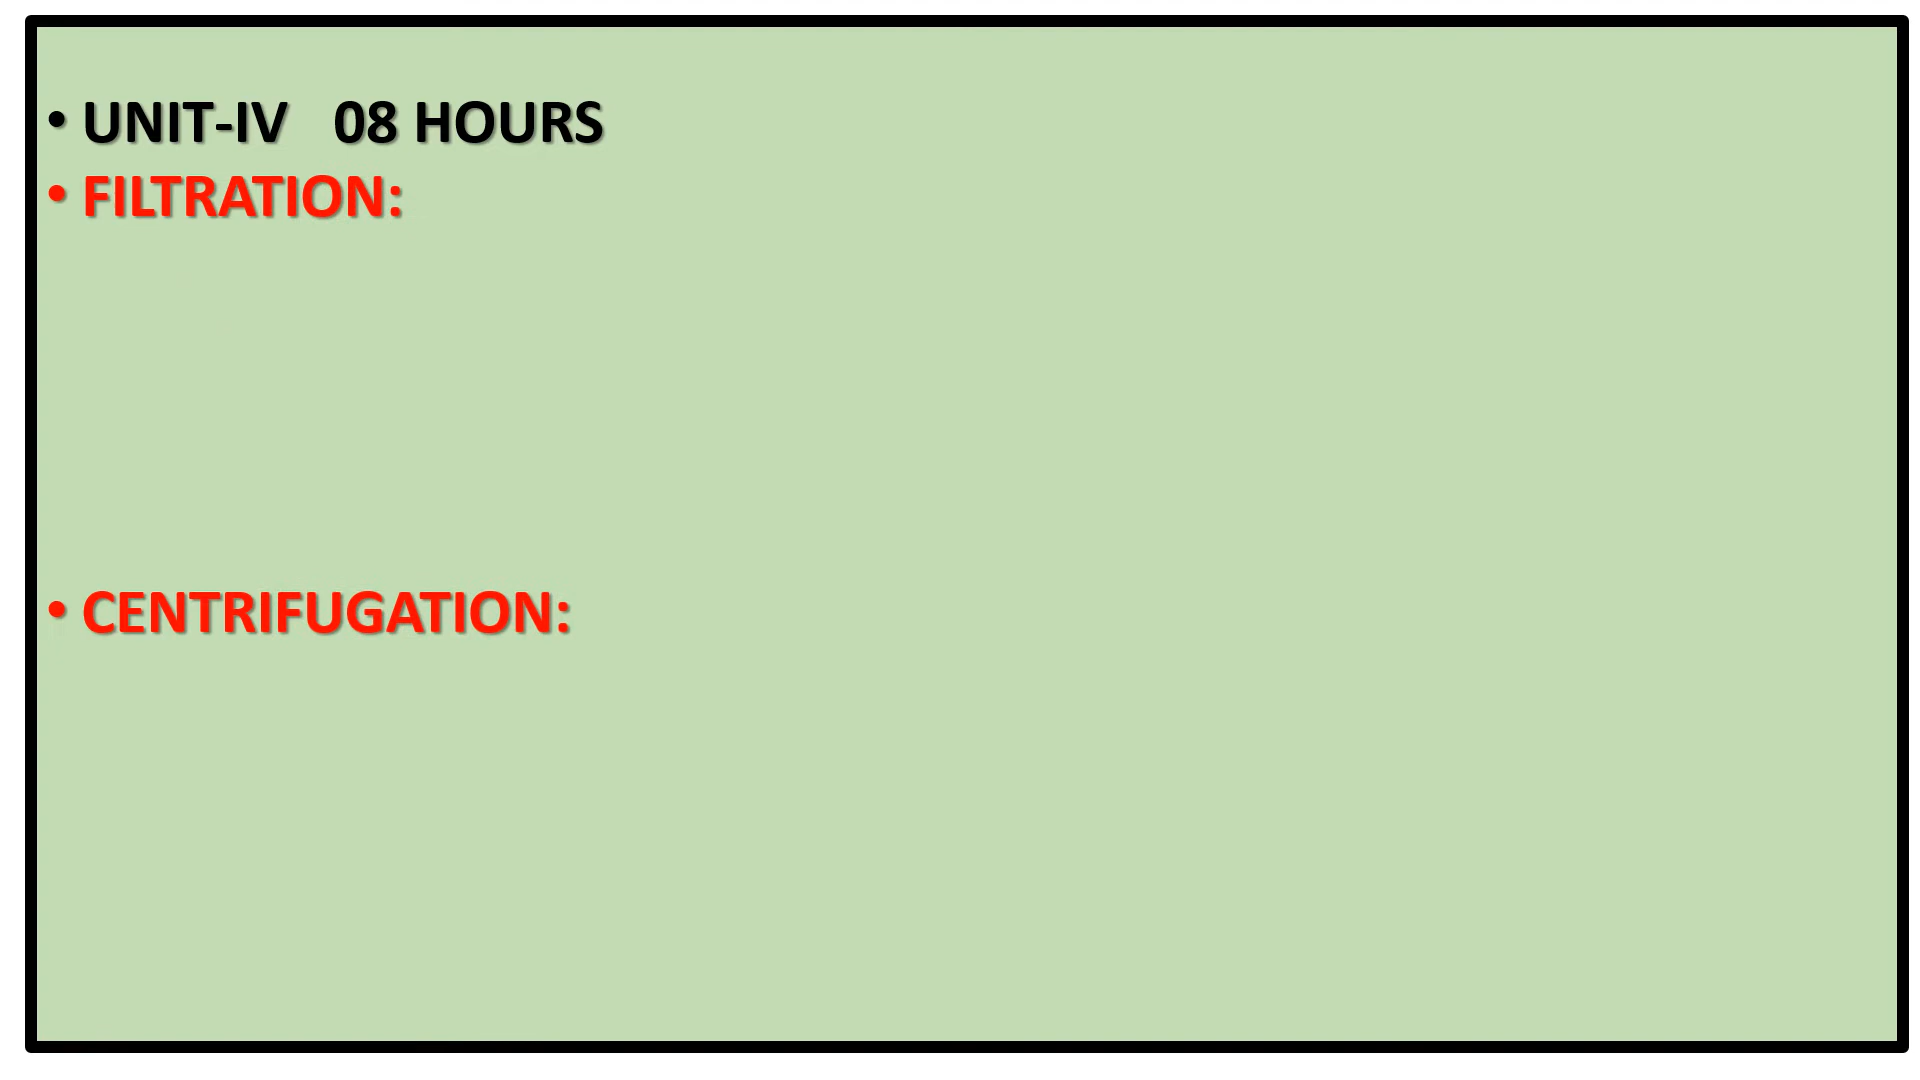 • UNIT-IV   08 HOURS
• FILTRATION:
• CENTRIFUGATION: